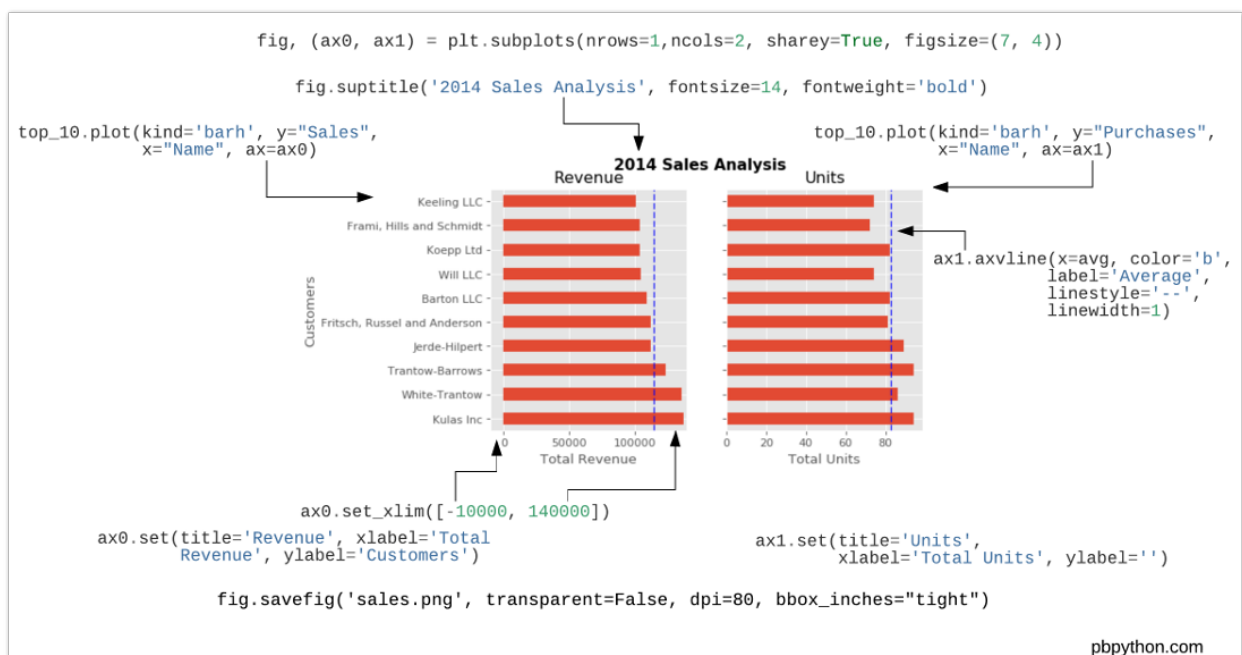 fig, (ax0, ax1) = plt.subplots(nrows=1,ncols=2, sharey=True, figsize=(7, 4))
fig.suptitle('2014 Sales Analysis', fontsize=14, fontweight='bold')
top_10.plot(kind='barh', y="Sales",
x="Name", ax=ax0)
top_10.plot(kind='barh', y="Purchases",
x="Name", ax=ax1)
2014 Sales Analysis
Revenue
Units
Customers
Keeling LLC
Frami, Hills and Schmidt
Koepp Ltd
Will LLC
Barton LLC
Fritsch, Russel and Anderson
Jerde-Hilpert
Trantow-Barrows
White-Trantow
Kulas Inc
0 50000 100000
Total Revenue
0 20 40 60 80
Total Units
ax1.axvline(x=avg, color='b',
label='Average',
linestyle='--',
linewidth=1)
ax0.set_xlim([-10000, 140000])
ax0.set(title='Revenue', xlabel='Total
Revenue', ylabel='Customers')
ax1.set(title='Units',
xlabel='Total Units', ylabel='')
fig.savefig('sales.png', transparent=False, dpi=80, bbox_inches="tight")
pbpython.com